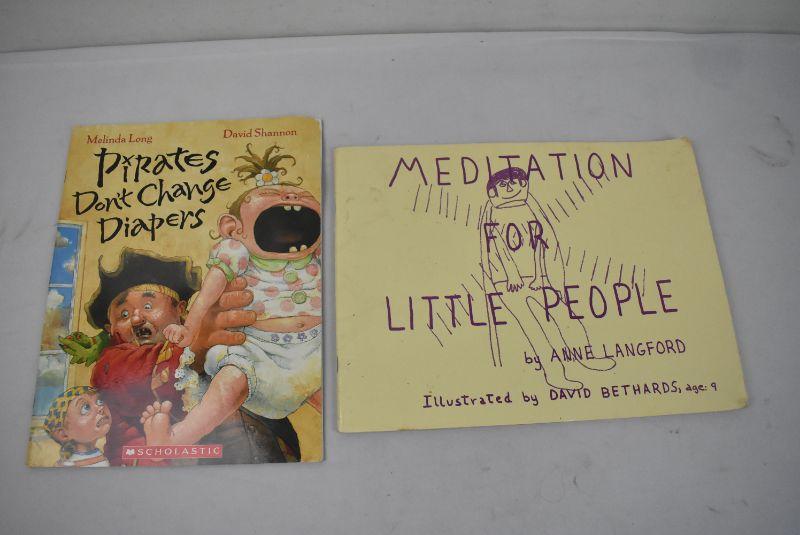 Melinda Long David Shannon
Pirates
Don't Change
Diapers
SCHOLASTIC
MEDITATION
FOR
LITTLE PEOPLE
by ANNE LANGFORD
Illustrated by DAVID BETHARDS, age: 9